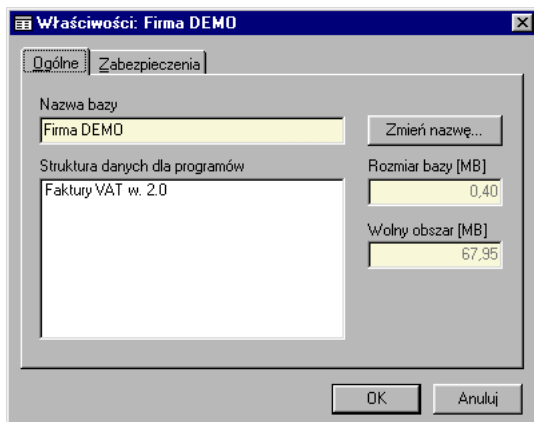 Właściwości: Firma DEMO
Ogólne
Zabezpieczenia
Nazwa bazy
Firma DEMO
Zmień nazwę...
Struktura danych dla programów
Rozmiar bazy [MB]
Faktury VAT w. 2.0
0,40
Wolny obszar [MB]
67,95
OK
Anuluj